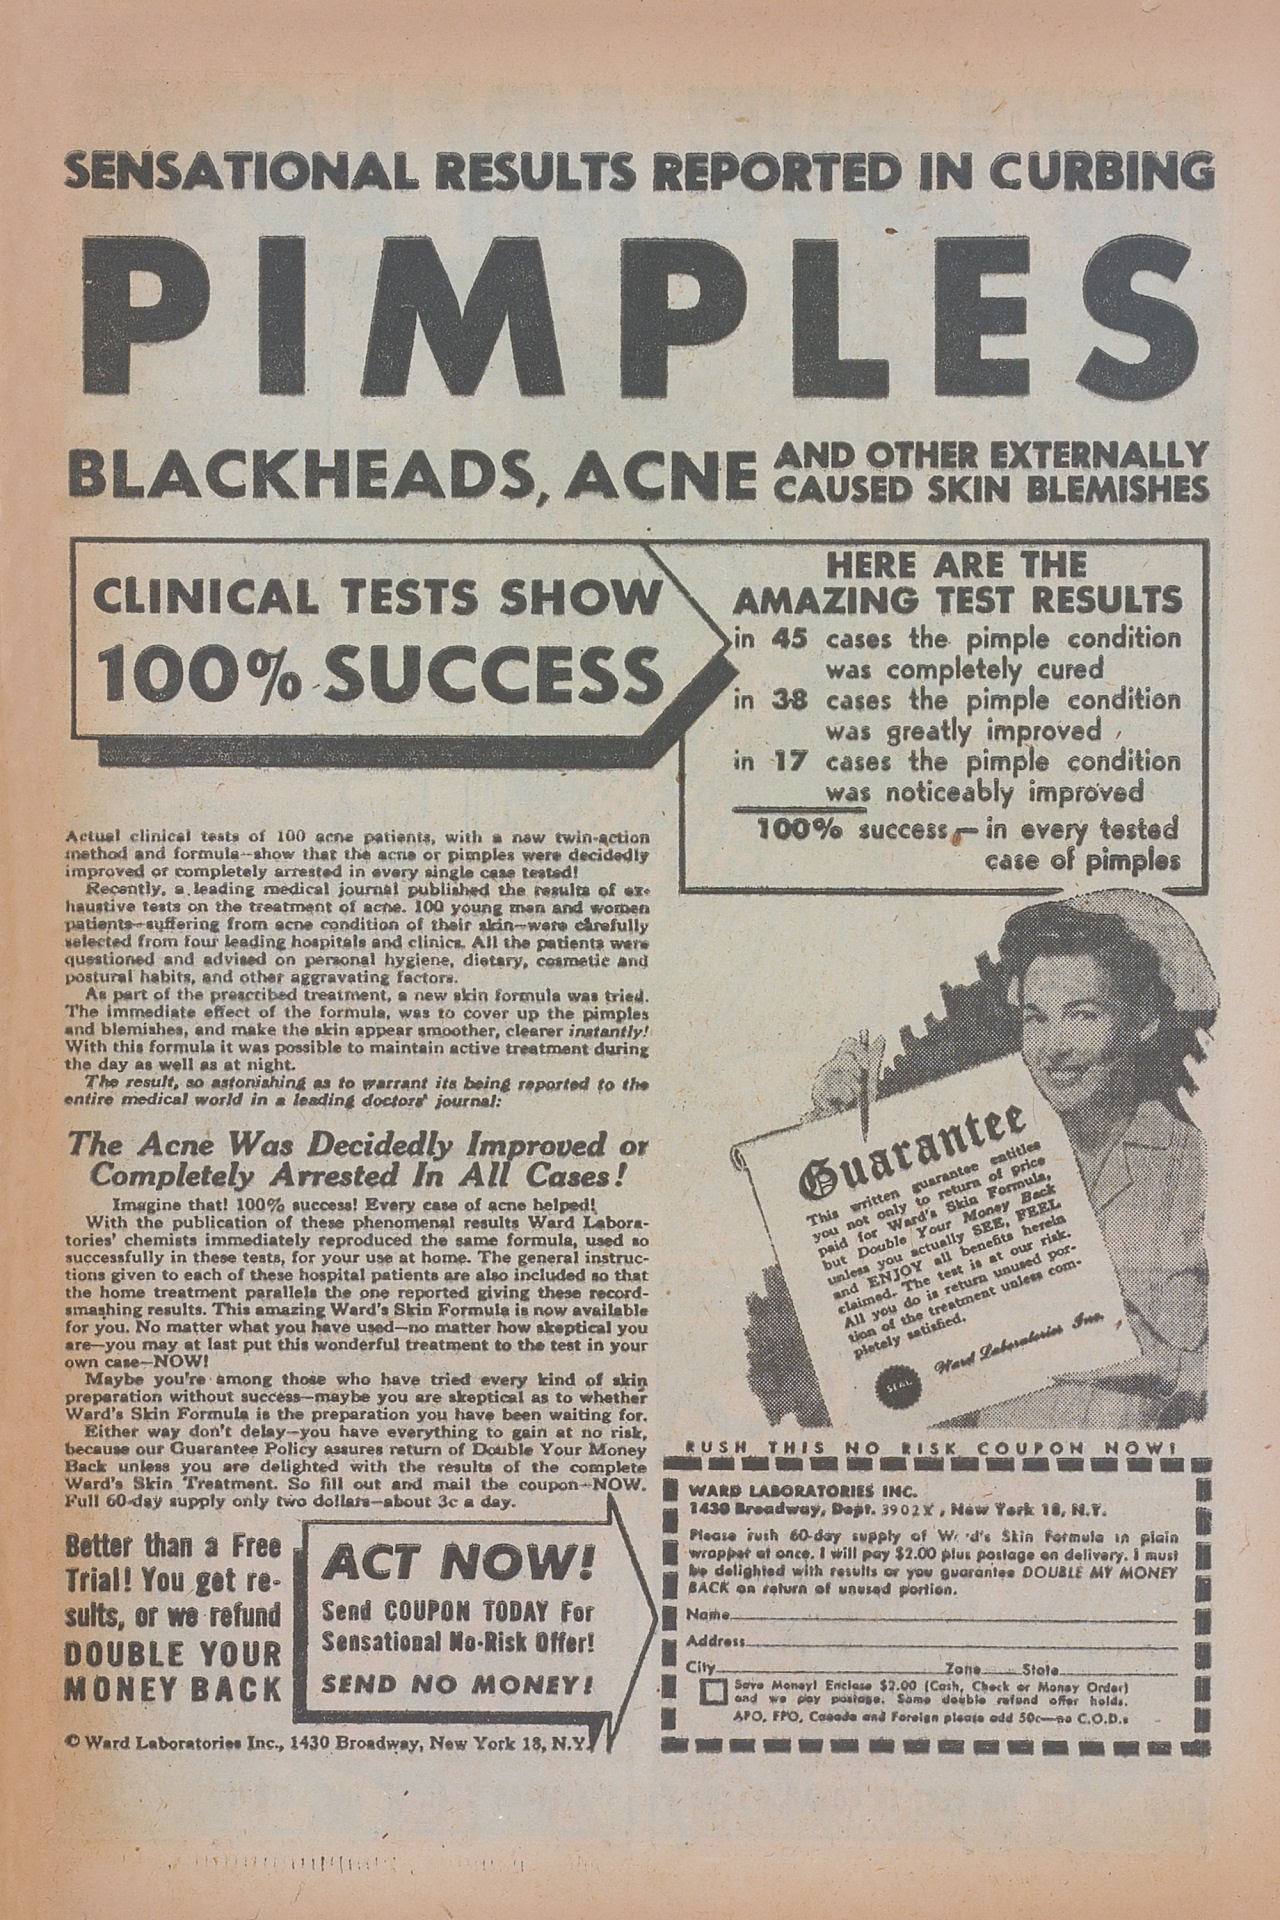 SENSATIONAL RESULTS REPORTED IN CURBING
PIMPLES
BLACKHEADS, ACNE AND OTHER EXTERNALLY
CAUSED SKIN BLEMISHES
CLINICAL TESTS SHOW
100% SUCCESS
HERE ARE THE
AMAZING TEST RESULTS
in 45 cases the pimple condition
was completely cured
in 38 cases the pimple condition
was greatly improved
in 17 cases the pimple condition
was noticeably improved
100% success—in every tested
case of pimples
Actual clinical tests of 100 acne patients, with a new twin-action
method and formula—show that the acne or pimples were decidedly
improved or completely arrested in every single case tested!
Recently, a leading medical journal published the results of ex-
haustive tests on the treatment of acne. 100 young men and women
patients—suffering from acne condition of their skin—were carefully
selected from four leading hospitals and clinics. All the patients were
questioned and advised on personal hygiene, dietary, cosmetic and
postural habits, and other aggravating factors.
As part of the prescribed treatment, a new skin formula was tried.
The immediate effect of the formula, was to cover up the pimples
and blemishes, and make the skin appear smoother, clearer instantly!
With this formula it was possible to maintain active treatment during
the day as well as at night.
The result, so astonishing as to warrant its being reported to the
entire medical world in a leading doctors' journal:
The Acne Was Decidedly Improved or
Completely Arrested In All Cases!
Imagine that! 100% success! Every case of acne helped!
With the publication of these phenomenal results Ward Labora-
tories' chemists immediately reproduced the same formula, used so
successfully in these tests, for your use at home. The general instruc-
tions given to each of these hospital patients are also included so that
the home treatment parallels the one reported giving these record-
smashing results. This amazing Ward's Skin Formula is now available
for you. No matter what you have used—no matter how skeptical you
are—you may at last put this wonderful treatment to the test in your
own case—NOW!
Maybe you're among those who have tried every kind of skin
preparation without success—maybe you are skeptical as to whether
Ward's Skin Formula is the preparation you have been waiting for.
Either way don't delay—you have everything to gain at no risk,
because our Guarantee Policy assures return of Double Your Money
Back unless you are delighted with the results of the complete
Ward's Skin Treatment. So fill out and mail the coupon—NOW.
Full 60-day supply only two dollars—about 3c a day.
Guarantee
This written guarantee entitles
you not only to return of price
paid for Ward's Skin Formula,
but Double Your Money Back
unless you actually SEE, FEEL
and ENJOY all benefits herein
claimed. The test is at our risk.
All you do is return unused por-
tion of the treatment unless com-
pletely satisfied.
Ward Laboratories Inc.
SEAL
Better than a Free
Trial! You get re-
sults, or we refund
DOUBLE YOUR
MONEY BACK
ACT NOW!
Send COUPON TODAY For
Sensational No-Risk Offer!
SEND NO MONEY!
© Ward Laboratories Inc., 1430 Broadway, New York 18, N.Y.
RUSH THIS NO RISK COUPON NOW!
WARD LABORATORIES INC.
1430 Broadway, Dept. 3902X, New York 18, N.Y.
Please rush 60-day supply of Ward's Skin Formula in plain
wrapper at once. I will pay $2.00 plus postage on delivery. I must
be delighted with results or you guarantee DOUBLE MY MONEY
BACK on return of unused portion.
Name
Address
City Zone State
Save Money! Enclose $2.00 (Cash, Check or Money Order)
and we pay postage. Same double refund offer holds.
APO, FPO, Canada and Foreign please add 50c—no C.O.D.s